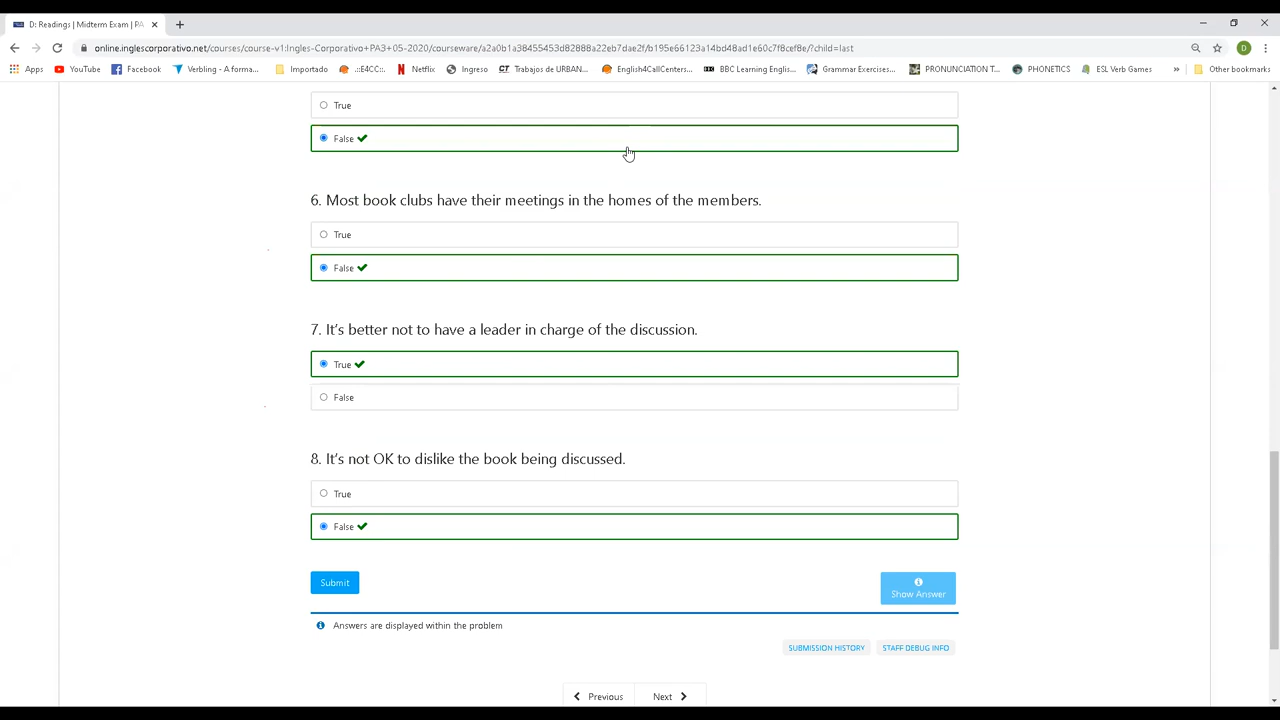 D: Readings | Midterm Exam | PA
online.inglescorporativo.net/courses/course-v1:Ingles-Corporativo+PA3+05-2020/courseware/a2a0b1a38455453d82888a22eb7dae2f/b195e66123a14bd48ad1eb4c7f8cef8e/?child=last
D
Apps YouTube Facebook Verbling - A forma... Importado .::E4CC::. Netflix Ingreso CT Trabajos de URBAN... English4CallCenters... BBC Learning Englis... Grammar Exercises... PRONUNCIATION T... PHONETICS ESL Verb Games » Other bookmarks
True
False
6. Most book clubs have their meetings in the homes of the members.
True
False
7. It's better not to have a leader in charge of the discussion.
True
False
8. It's not OK to dislike the book being discussed.
True
False
Submit
Show Answer
Answers are displayed within the problem
SUBMISSION HISTORY STAFF DEBUG INFO
Previous Next